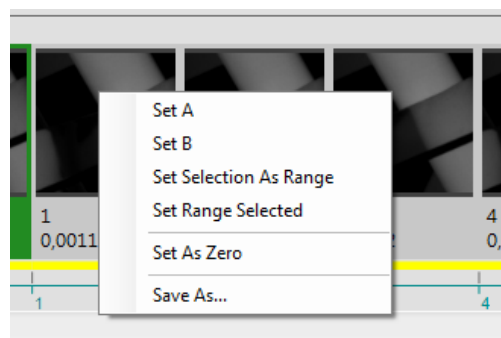 Set A
Set B
Set Selection As Range
Set Range Selected
Set As Zero
Save As...
1
0,0011
4
0,
1
4